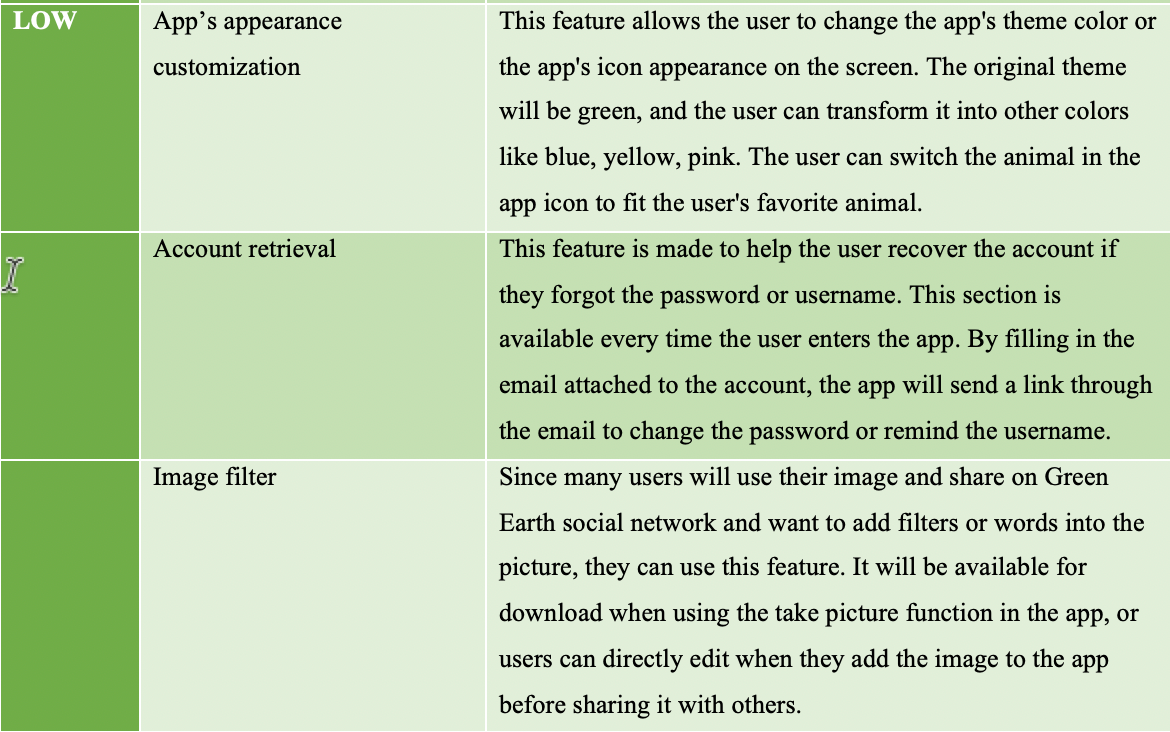 LOW
App’s appearance
customization
This feature allows the user to change the app's theme color or
the app's icon appearance on the screen. The original theme
will be green, and the user can transform it into other colors
like blue, yellow, pink. The user can switch the animal in the
app icon to fit the user's favorite animal.
Account retrieval
This feature is made to help the user recover the account if
they forgot the password or username. This section is
available every time the user enters the app. By filling in the
email attached to the account, the app will send a link through
the email to change the password or remind the username.
Image filter
Since many users will use their image and share on Green
Earth social network and want to add filters or words into the
picture, they can use this feature. It will be available for
download when using the take picture function in the app, or
users can directly edit when they add the image to the app
before sharing it with others.